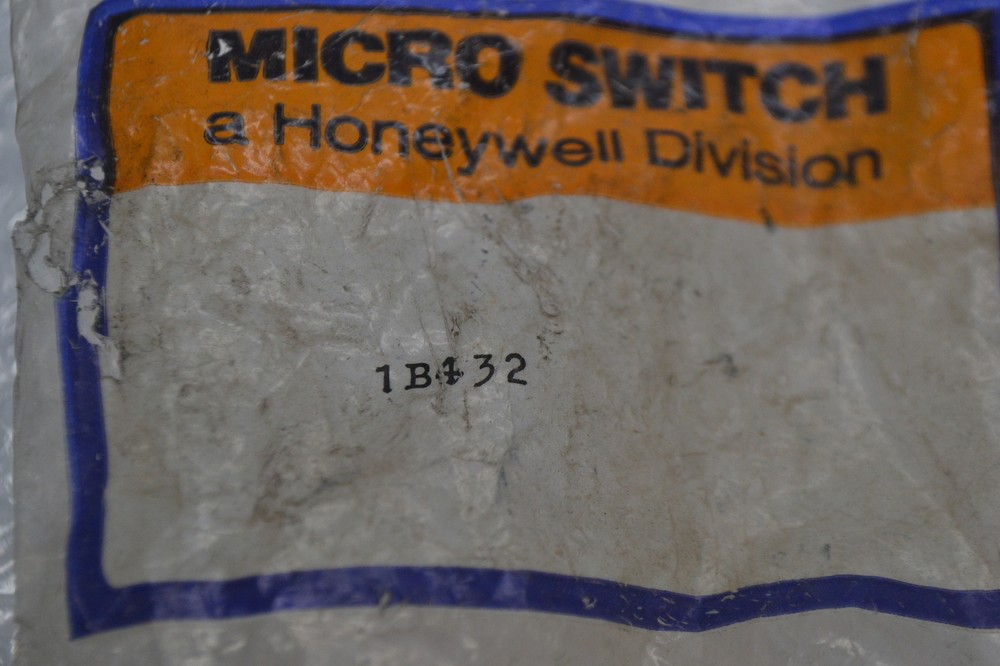 MICRO SWITCH
a Honeywell Division
1B432